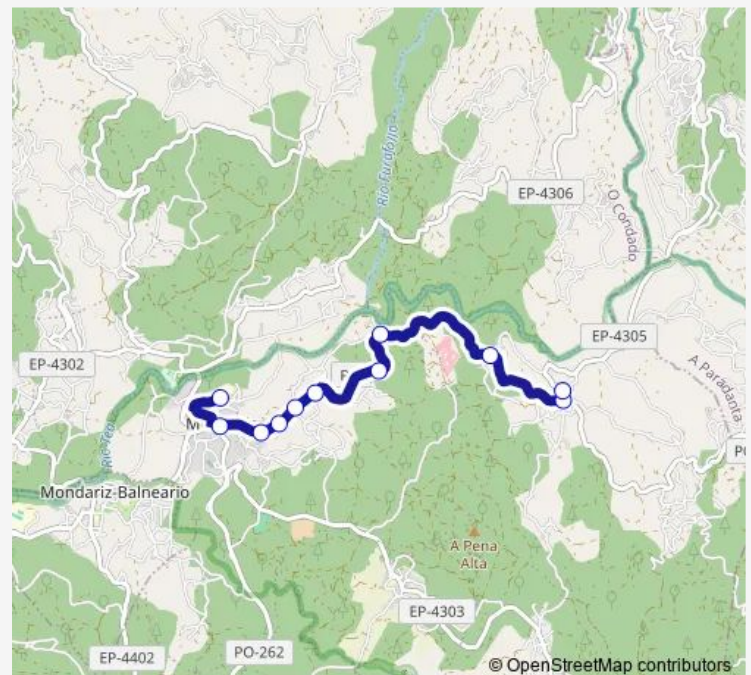 Río Furafollo
EP-4306
O Condado
EP-4302
EP-4305
A Paradanta
Río Tea
Mondariz-Balneario
A Pena
Alta
EP-4303
PO-262
EP-4402
© OpenStreetMap contributors